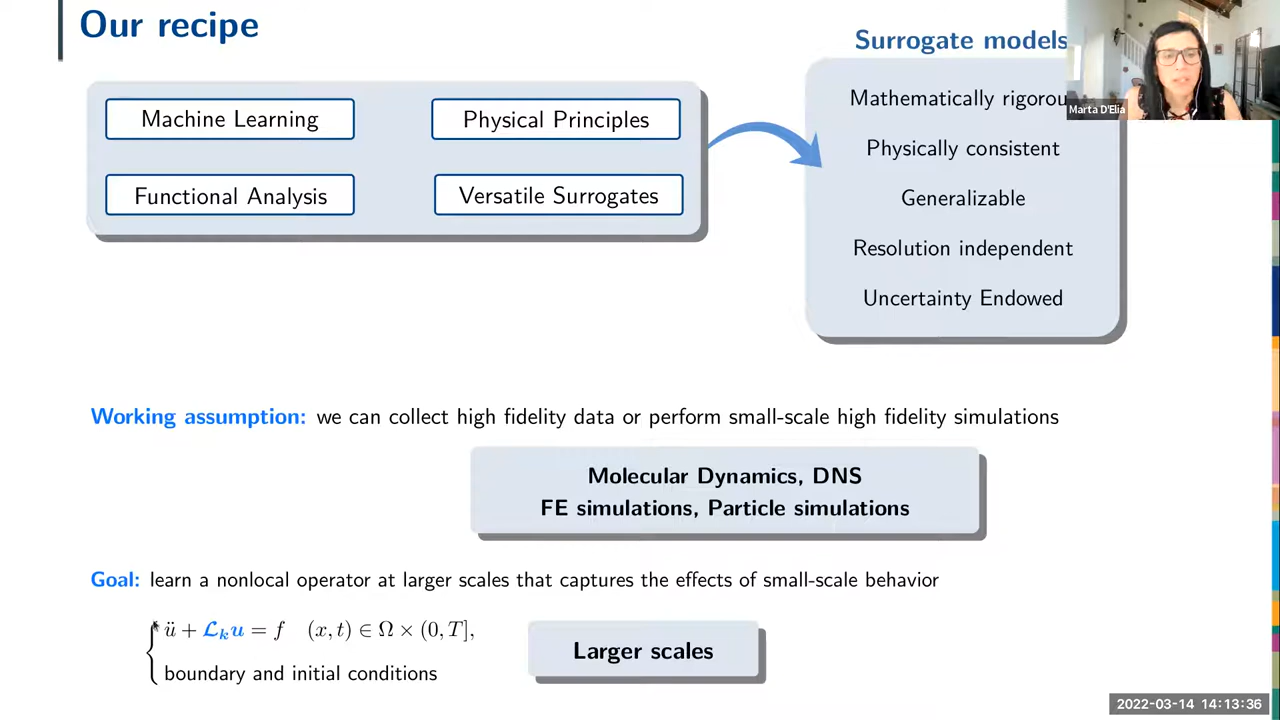 Our recipe
Surrogate models
Machine Learning
Physical Principles
Functional Analysis
Versatile Surrogates
Mathematically rigorou
Physically consistent
Generalizable
Resolution independent
Uncertainty Endowed
Marta D'Elia
Working assumption: we can collect high fidelity data or perform small-scale high fidelity simulations
Molecular Dynamics, DNS
FE simulations, Particle simulations
Goal: learn a nonlocal operator at larger scales that captures the effects of small-scale behavior
ü + 𝓛ₖu = f (x, t) ∈ Ω × (0, T],
boundary and initial conditions
Larger scales
2022-03-14 14:13:36